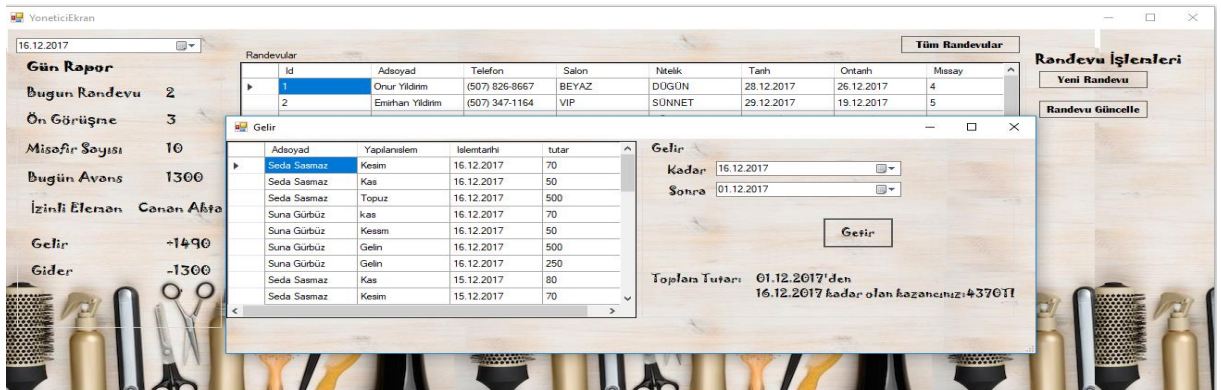 YoneticiEkran
16.12.2017
Gün Rapor
Bugun Randevu 2
Ön Görüşme 3
Misafir Sayısı 10
Bugün Avans 1300
İzinli Eleman Canan Akta
Gelir +1490
Gider -1300
Randevular
Tüm Randevular
Id Adsoyad Telefon Salon Nitelik Tarih Ontarih Missay
1 Onur Yildirim (507) 826-8667 BEYAZ DÜGÜN 28.12.2017 26.12.2017 4
2 Emirhan Yildirim (507) 347-1164 VIP SÜNNET 29.12.2017 19.12.2017 5
Randevu İşlemleri
Yeni Randevu
Randevu Güncelle
Gelir
Adsoyad Yapılanıslem Islemtarihi tutar
Seda Sasmaz Kesim 16.12.2017 70
Seda Sasmaz Kas 16.12.2017 50
Seda Sasmaz Topuz 16.12.2017 500
Suna Gürbüz kas 16.12.2017 70
Suna Gürbüz Kessm 16.12.2017 50
Suna Gürbüz Gelin 16.12.2017 500
Suna Gürbüz Gelin 16.12.2017 250
Seda Sasmaz Kas 15.12.2017 80
Seda Sasmaz Kesim 15.12.2017 70
Gelir
Kadar 16.12.2017
Sonra 01.12.2017
Getir
Toplam Tutar: 01.12.2017'den
16.12.2017 kadar olan kazancınız:4370Tl